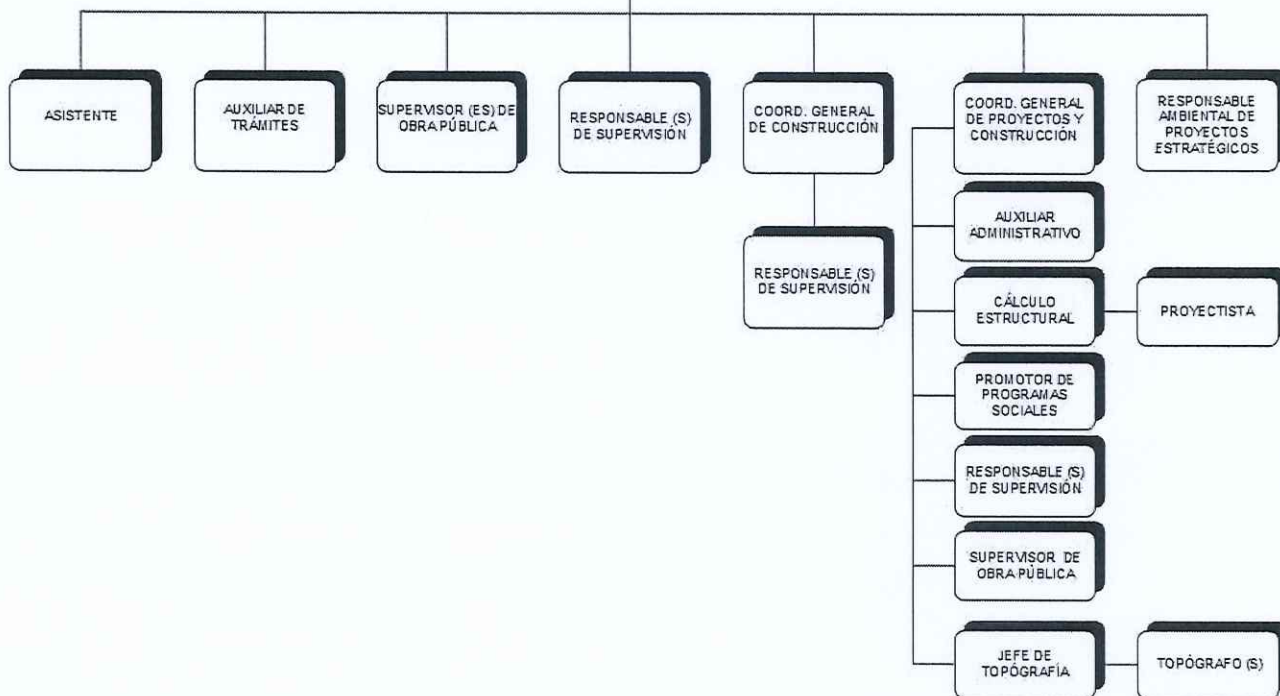 ASISTENTE
AUXILIAR DE
TRÁMITES
SUPERVISOR (ES) DE
OBRA PÚBLICA
RESPONSABLE (S)
DE SUPERVISIÓN
COORD. GENERAL
DE CONSTRUCCIÓN
COORD. GENERAL
DE PROYECTOS Y
CONSTRUCCIÓN
RESPONSABLE
AMBIENTAL DE
PROYECTOS
ESTRATÉGICOS
RESPONSABLE (S)
DE SUPERVISIÓN
AUXILIAR
ADMINISTRATIVO
CÁLCULO
ESTRUCTURAL
PROYECTISTA
PROMOTOR DE
PROGRAMAS
SOCIALES
RESPONSABLE (S)
DE SUPERVISIÓN
SUPERVISOR DE
OBRA PÚBLICA
JEFE DE
TOPÓGRAFÍA
TOPÓGRAFO (S)